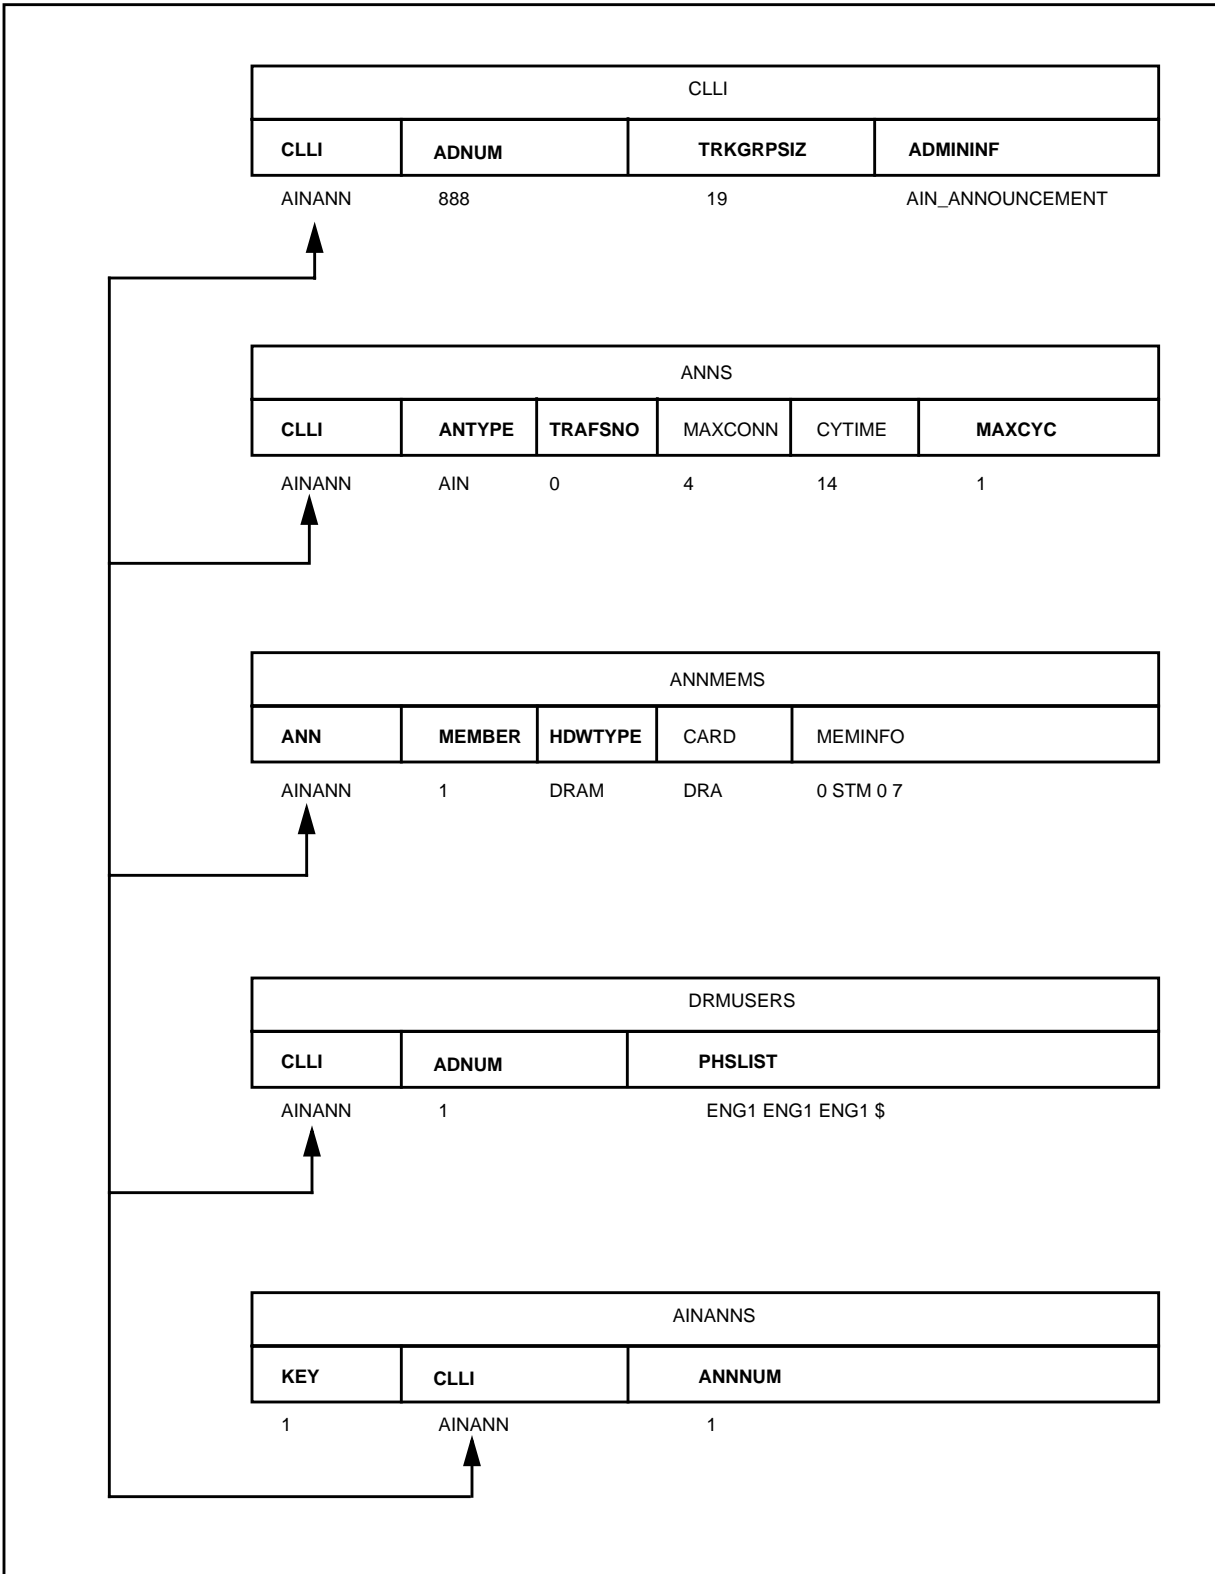 CLLI
CLLI ADNUM TRKGRPSIZ ADMININF
AINANN 888 19 AIN_ANNOUNCEMENT
ANNS
CLLI ANTYPE TRAFSNO MAXCONN CYTIME MAXCYC
AINANN AIN 0 4 14 1
ANNMEMS
ANN MEMBER HDWTYPE CARD MEMINFO
AINANN 1 DRAM DRA 0 STM 0 7
DRMUSERS
CLLI ADNUM PHSLIST
AINANN 1 ENG1 ENG1 ENG1 $
AINANNS
KEY CLLI ANNNUM
1 AINANN 1